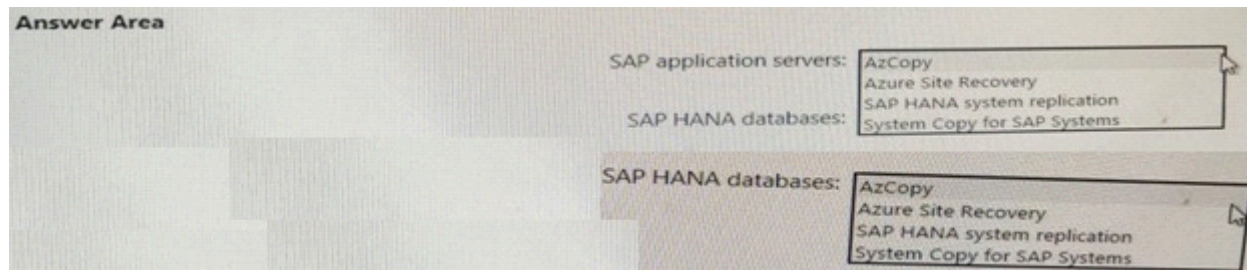 Answer Area
SAP application servers: AzCopy
Azure Site Recovery
SAP HANA system replication
SAP HANA databases: System Copy for SAP Systems
SAP HANA databases: AzCopy
Azure Site Recovery
SAP HANA system replication
System Copy for SAP Systems